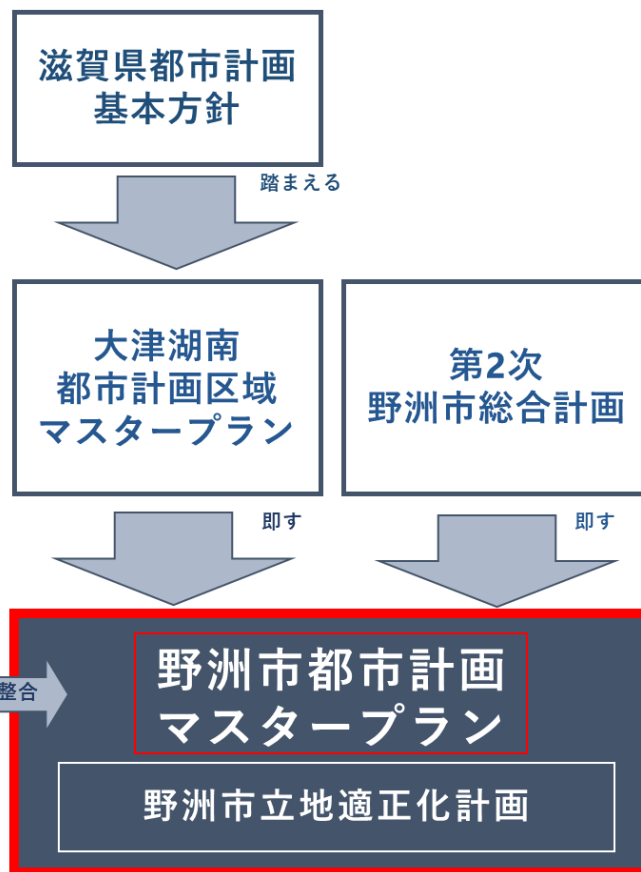 滋賀県都市計画
基本方針
踏まえる
大津湖南
都市計画区域
マスタープラン
第2次
野洲市総合計画
即す
即す
整合
野洲市都市計画
マスタープラン
野洲市立地適正化計画